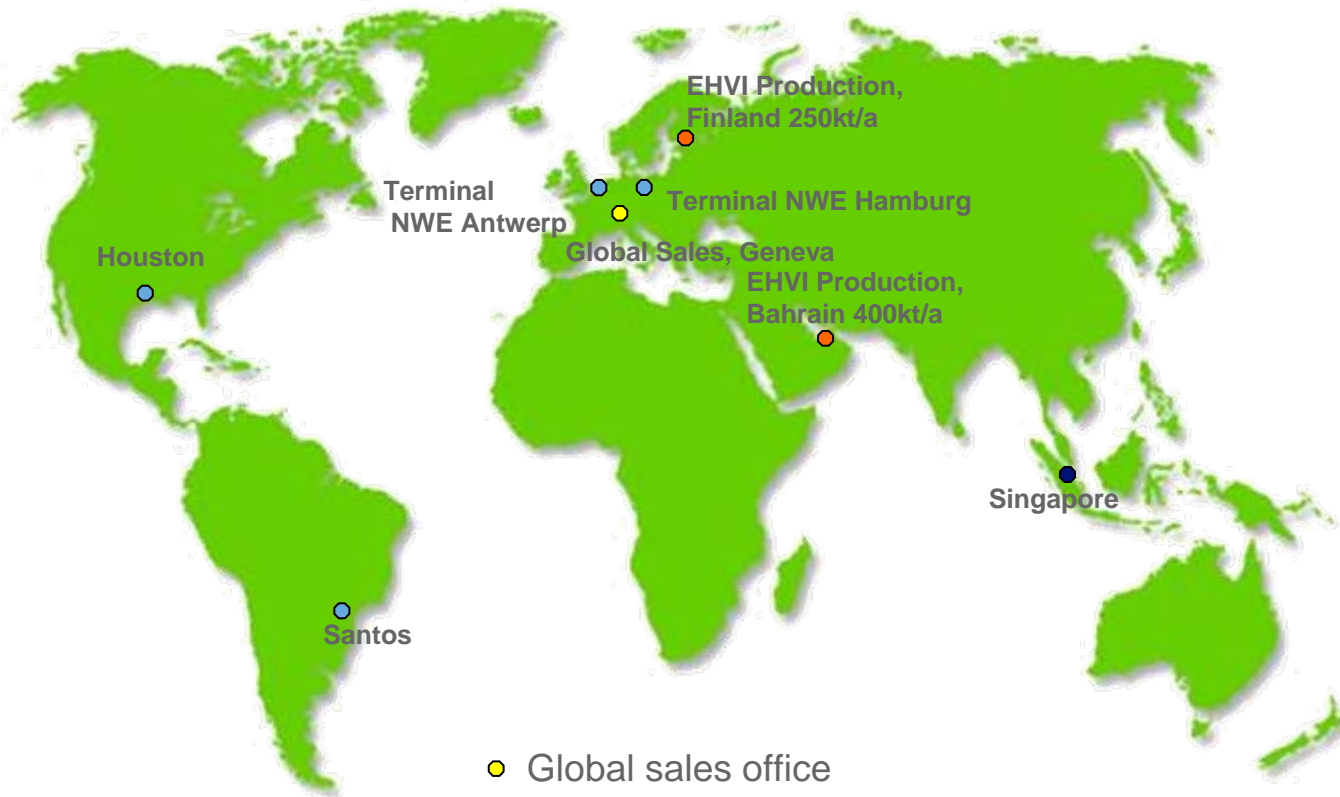 EHVI Production,
Finland 250kt/a
Terminal
NWE Antwerp
Terminal NWE Hamburg
Global Sales, Geneva
Houston
EHVI Production,
Bahrain 400kt/a
Singapore
Santos
Global sales office